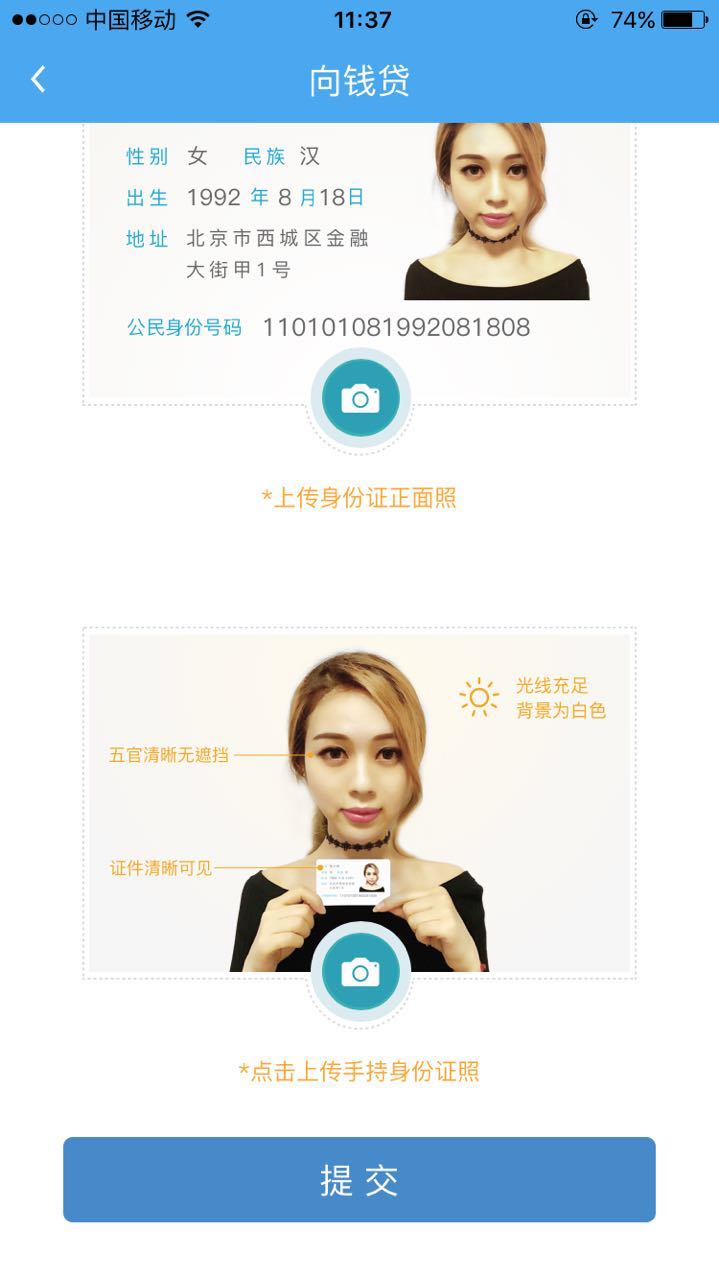 中国移动 11:37 74%
向钱贷
性别 女 民族 汉
出生 1992 年 8 月18日
地址 北京市西城区金融
大街甲1号
公民身份号码 110101081992081808
*上传身份证正面照
光线充足
背景为白色
五官清晰无遮挡
证件清晰可见
*点击上传手持身份证照
提交